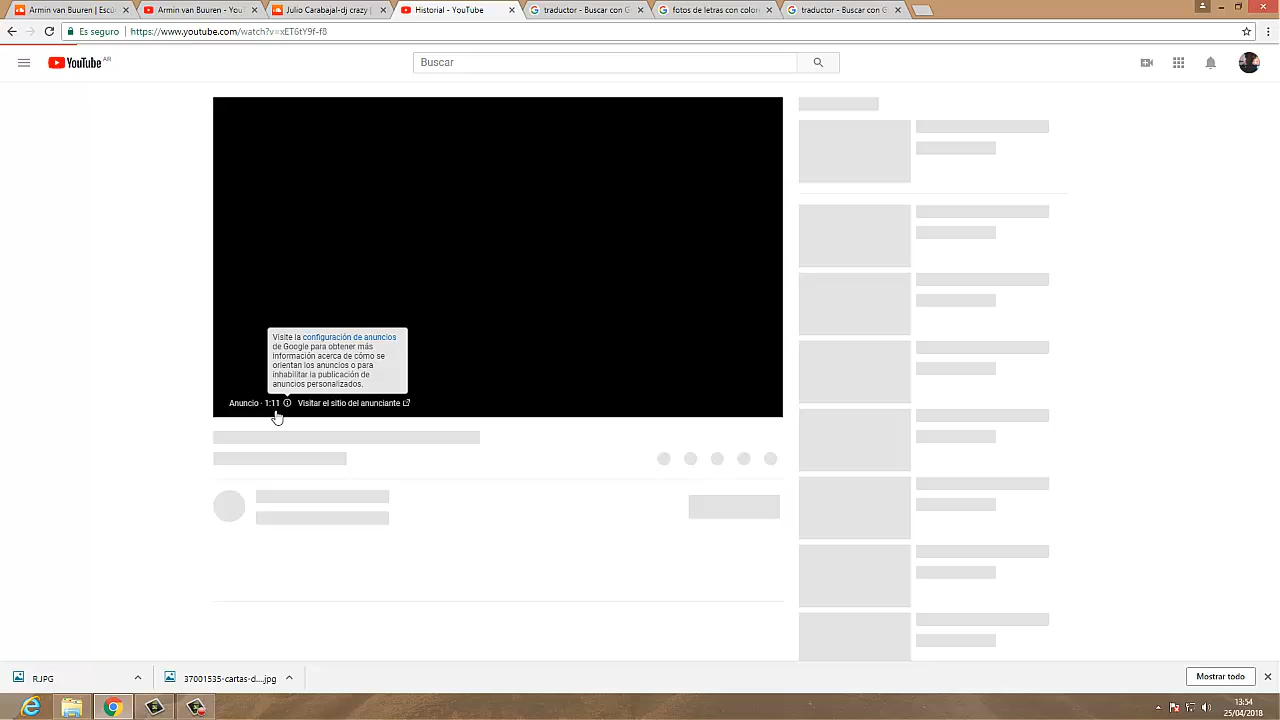 Armin van Buuren | Escú
Armin van Buuren - YouT
Julio Carabajal-dj crazy |
Historial - YouTube
traductor - Buscar con G
fotos de letras con color
traductor - Buscar con G
Es seguro
https://www.youtube.com/watch?v=xET6tY9f-f8
YouTube AR
Buscar
Visite la configuración de anuncios
de Google para obtener más
información acerca de cómo se
orientan los anuncios o para
inhabilitar la publicación de
anuncios personalizados.
Anuncio · 1:11
Visitar el sitio del anunciante
R.JPG
37001535-cartas-d....jpg
Mostrar todo
13:54
25/04/2018